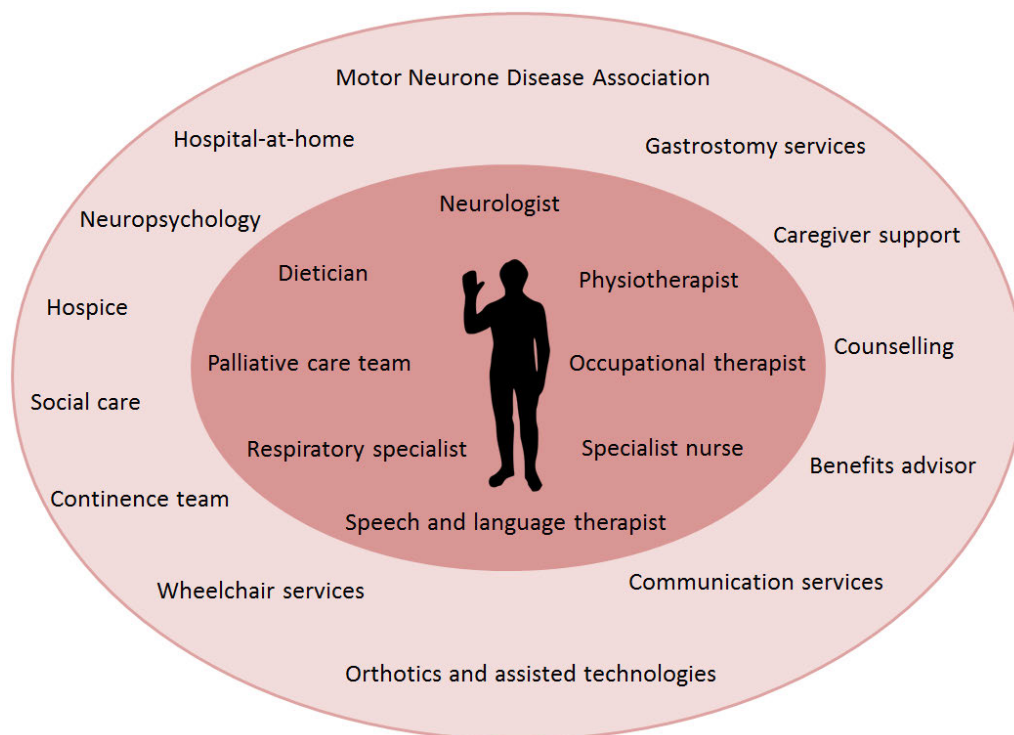 Motor Neurone Disease Association
Hospital-at-home
Gastrostomy services
Neurologist
Neuropsychology
Caregiver support
Dietician
Physiotherapist
Hospice
Counselling
Palliative care team
Occupational therapist
Social care
Respiratory specialist
Specialist nurse
Benefits advisor
Continence team
Speech and language therapist
Communication services
Wheelchair services
Orthotics and assisted technologies